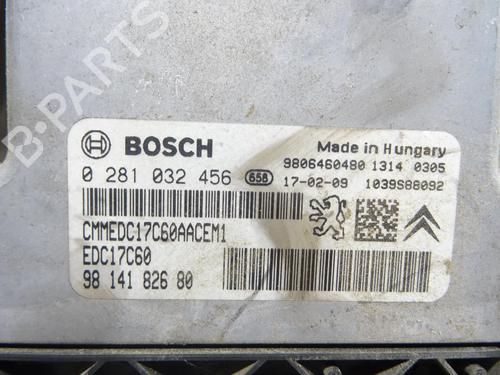 BOSCH
Made in Hungary
9806460480 1314 0305
0 281 032 456 658 17-02-09 1039S88092
CMMEDC17C60AACEM1
EDC17C60
98 141 826 80
B-PARTS